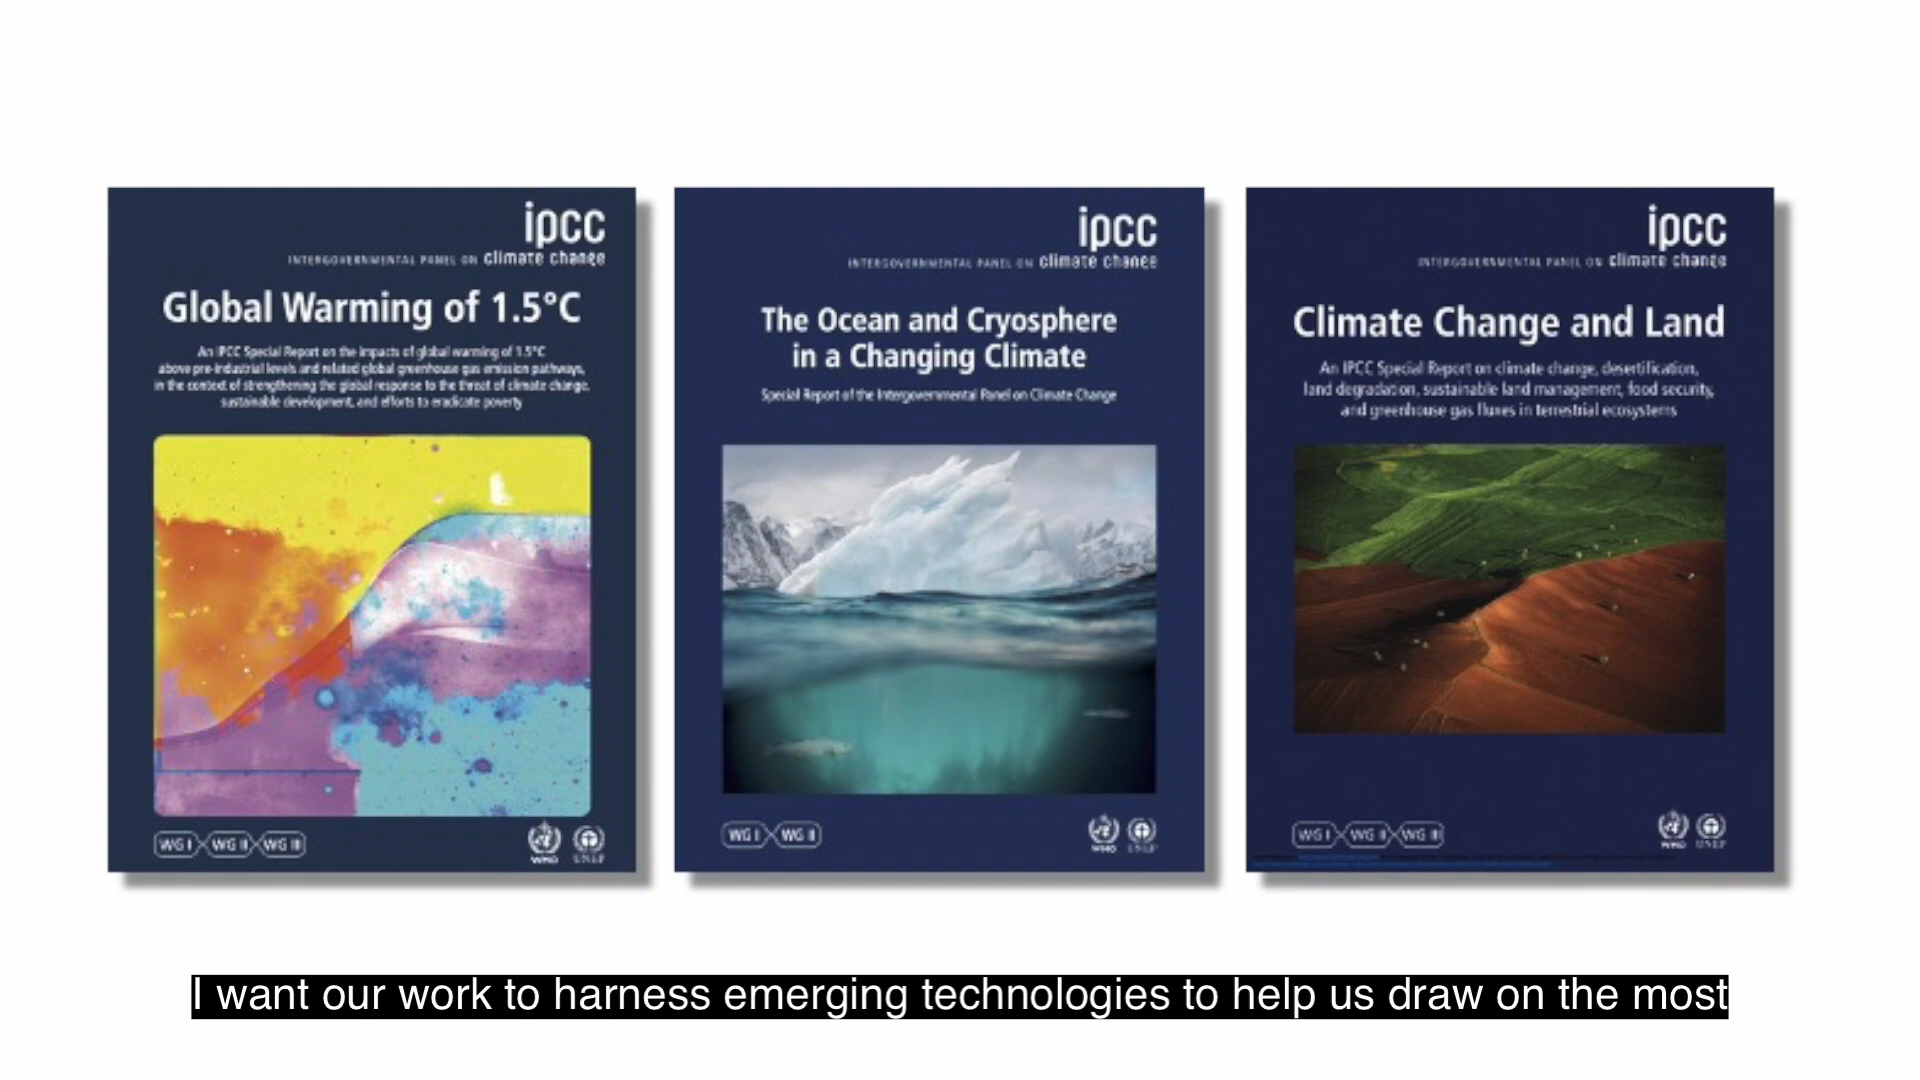 ipcc
INTERGOVERNMENTAL PANEL ON climate change
Global Warming of 1.5°C
An IPCC Special Report on the impacts of global warming of 1.5°C
above pre-industrial levels and related global greenhouse gas emission pathways,
in the context of strengthening the global response to the threat of climate change,
sustainable development, and efforts to eradicate poverty
WG I WG II WG III
WMO UNEP
ipcc
INTERGOVERNMENTAL PANEL ON climate change
The Ocean and Cryosphere
in a Changing Climate
Special Report of the Intergovernmental Panel on Climate Change
WG I WG II
WMO UNEP
ipcc
INTERGOVERNMENTAL PANEL ON climate change
Climate Change and Land
An IPCC Special Report on climate change, desertification,
land degradation, sustainable land management, food security,
and greenhouse gas fluxes in terrestrial ecosystems
WG I WG II WG III
WMO UNEP
I want our work to harness emerging technologies to help us draw on the most